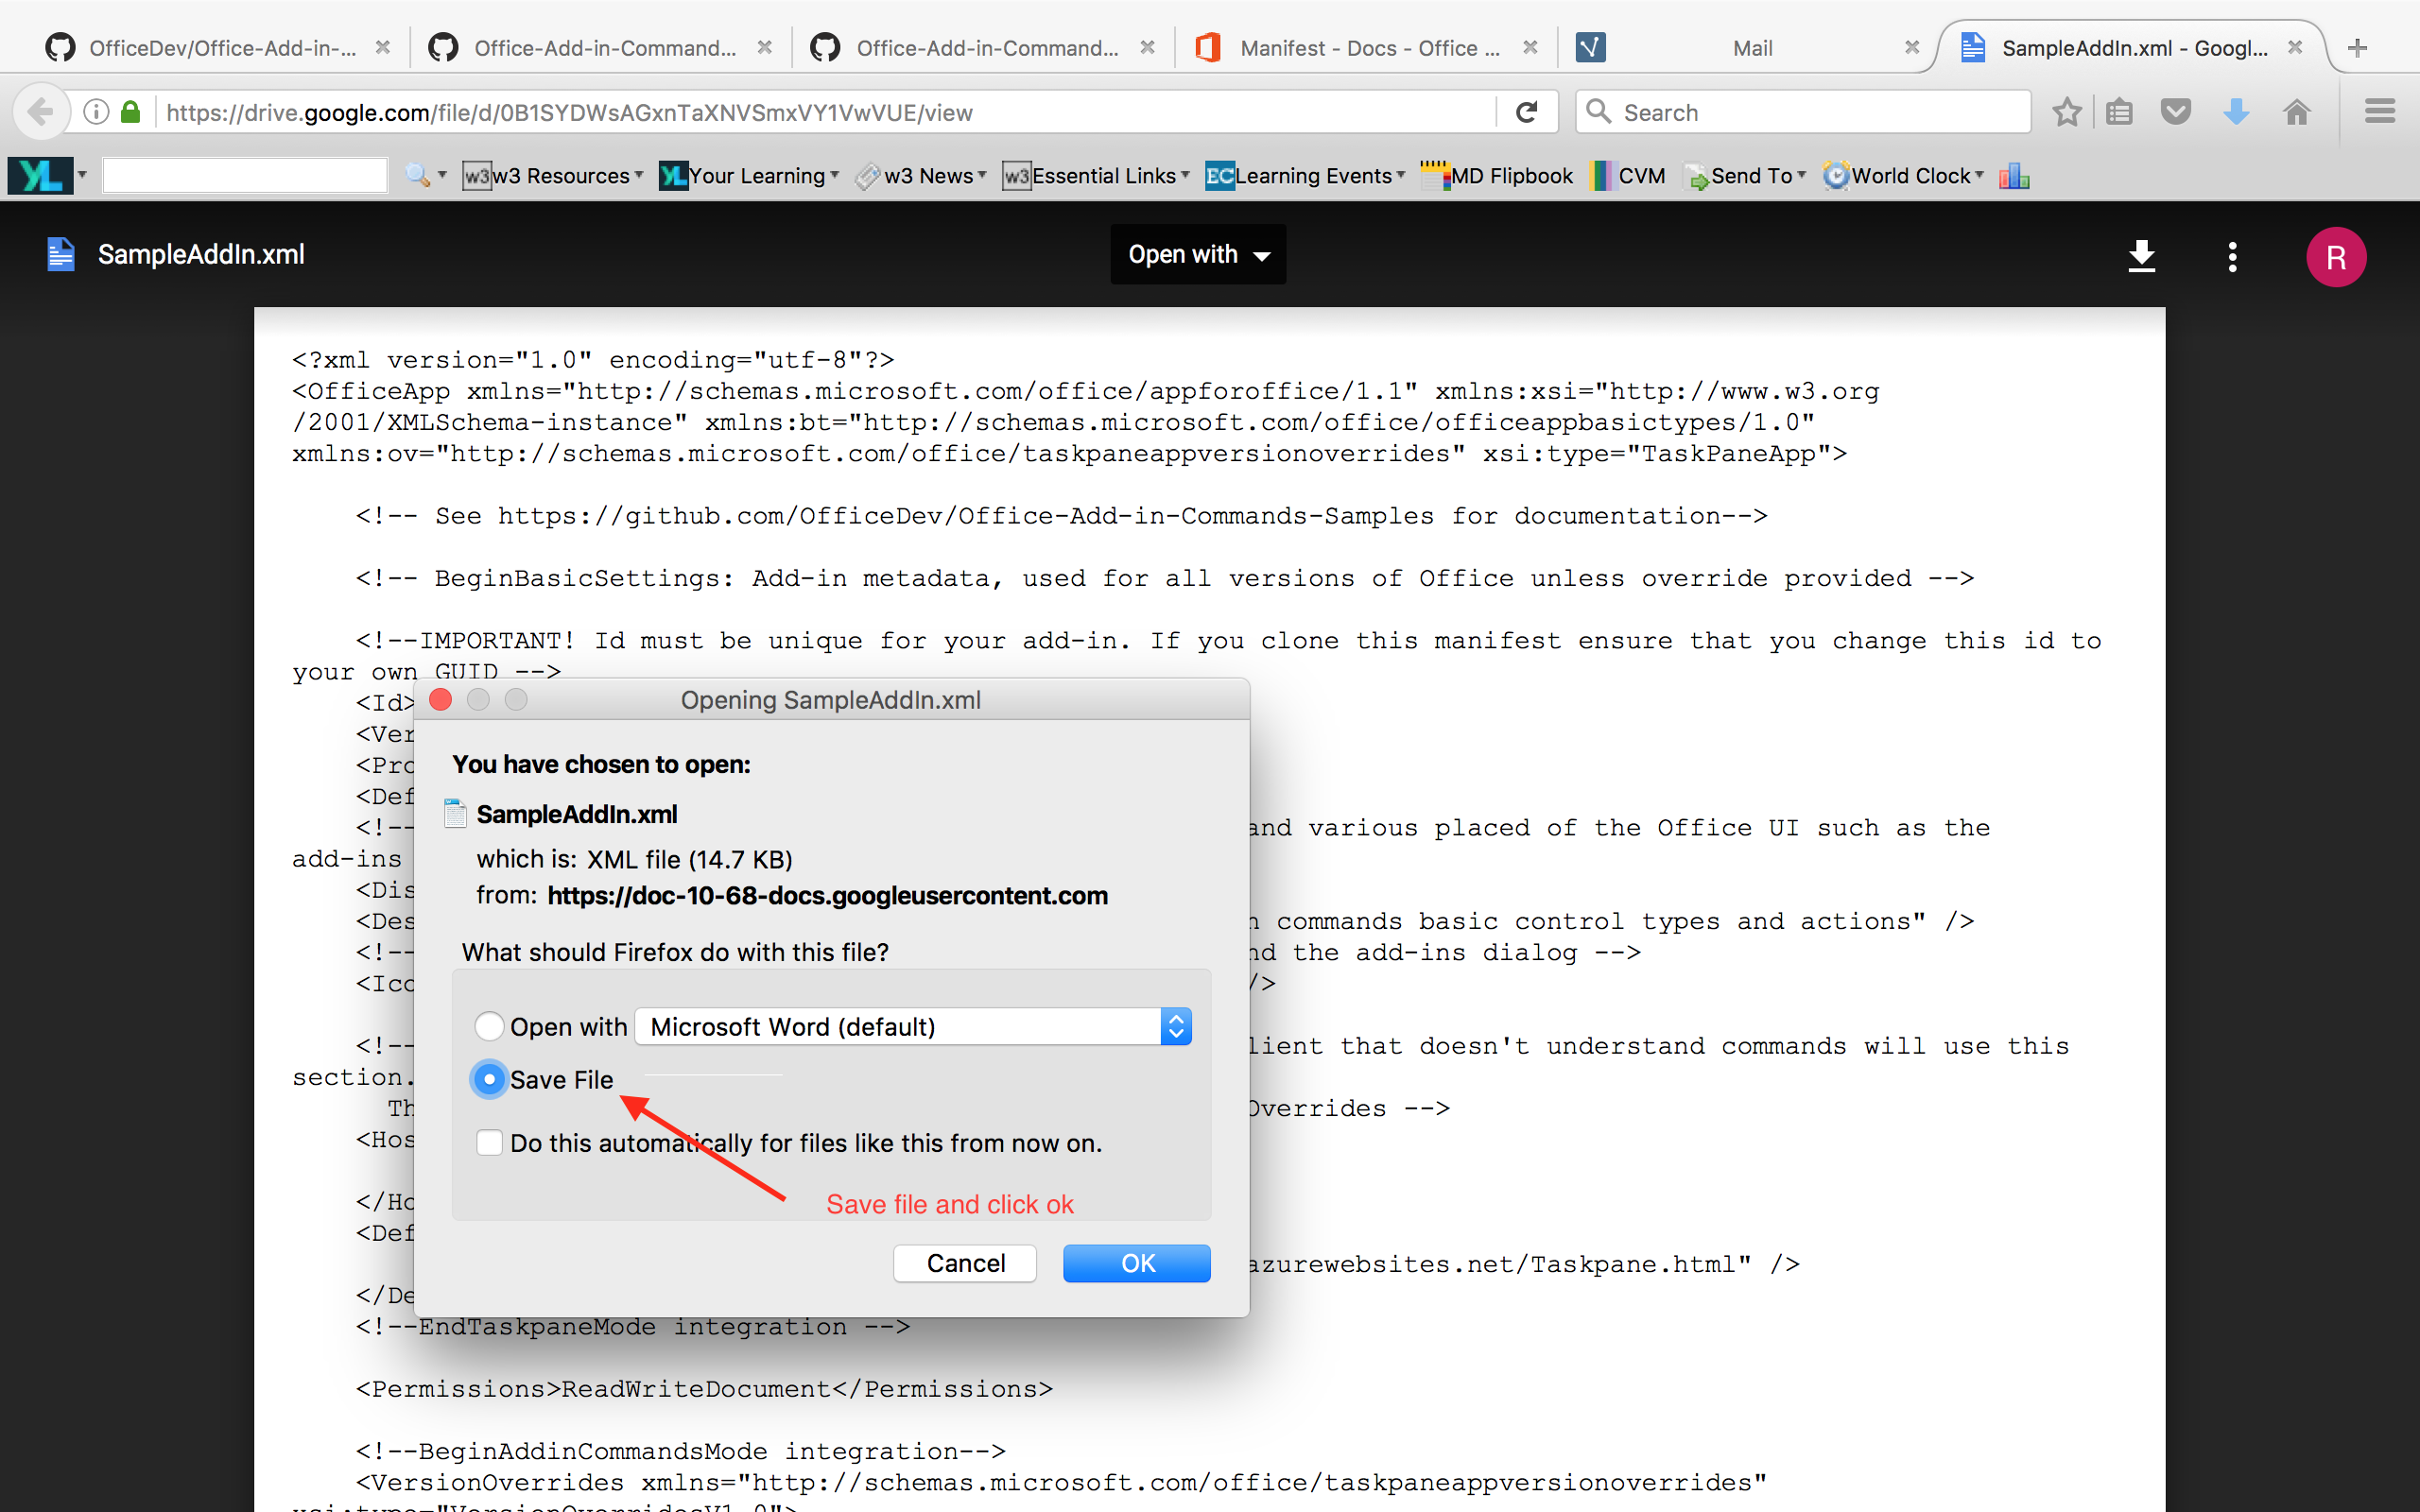 OfficeDev/Office-Add-in-...
Office-Add-in-Command...
Office-Add-in-Command...
Manifest - Docs - Office ...
Mail
SampleAddIn.xml - Googl...
https://drive.google.com/file/d/0B1SYDWsAGxnTaXNVSmxVY1VwVUE/view
Search
YL
w3 w3 Resources
YL Your Learning
w3 News
w3 Essential Links
EC Learning Events
MD Flipbook
CVM
Send To
World Clock
SampleAddIn.xml
Open with
R
<?xml version="1.0" encoding="utf-8"?>
<OfficeApp xmlns="http://schemas.microsoft.com/office/appforoffice/1.1" xmlns:xsi="http://www.w3.org
/2001/XMLSchema-instance" xmlns:bt="http://schemas.microsoft.com/office/officeappbasictypes/1.0"
xmlns:ov="http://schemas.microsoft.com/office/taskpaneappversionoverrides" xsi:type="TaskPaneApp">
<!-- See https://github.com/OfficeDev/Office-Add-in-Commands-Samples for documentation-->
<!-- BeginBasicSettings: Add-in metadata, used for all versions of Office unless override provided -->
<!--IMPORTANT! Id must be unique for your add-in. If you clone this manifest ensure that you change this id to
your own GUID -->
<Id>
<Ver
<Pro
<Def
<!-- and various placed of the Office UI such as the
add-ins
<Dis
<Des n commands basic control types and actions" />
<!-- nd the add-ins dialog -->
<Ico />
<!-- lient that doesn't understand commands will use this
section.
Th Overrides -->
<Hos
</Ho
<Def
azurewebsites.net/Taskpane.html" />
</De
<!--EndTaskpaneMode integration -->
<Permissions>ReadWriteDocument</Permissions>
<!--BeginAddinCommandsMode integration-->
<VersionOverrides xmlns="http://schemas.microsoft.com/office/taskpaneappversionoverrides"
xsi:type="VersionOverridesV1_0">
Opening SampleAddIn.xml
You have chosen to open:
SampleAddIn.xml
which is: XML file (14.7 KB)
from: https://doc-10-68-docs.googleusercontent.com
What should Firefox do with this file?
Open with Microsoft Word (default)
Save File
Do this automatically for files like this from now on.
Save file and click ok
Cancel
OK